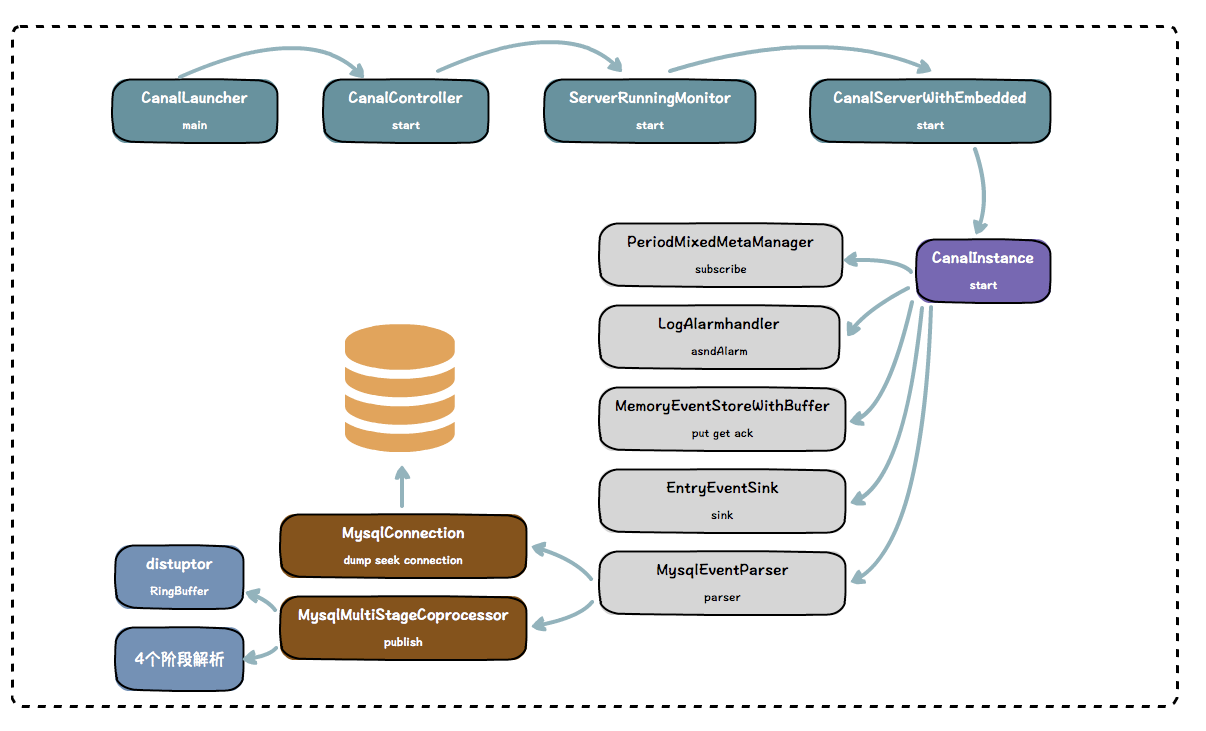 CanalLauncher
main
CanalController
start
ServerRunningMonitor
start
CanalServerWithEmbedded
start
CanalInstance
start
PeriodMixedMetaManager
subscribe
LogAlarmhandler
asndAlarm
MemoryEventStoreWithBuffer
put get ack
EntryEventSink
sink
MysqlEventParser
parser
MysqlConnection
dump seek connection
MysqlMultiStageCoprocessor
publish
distuptor
RingBuffer
4个阶段解析